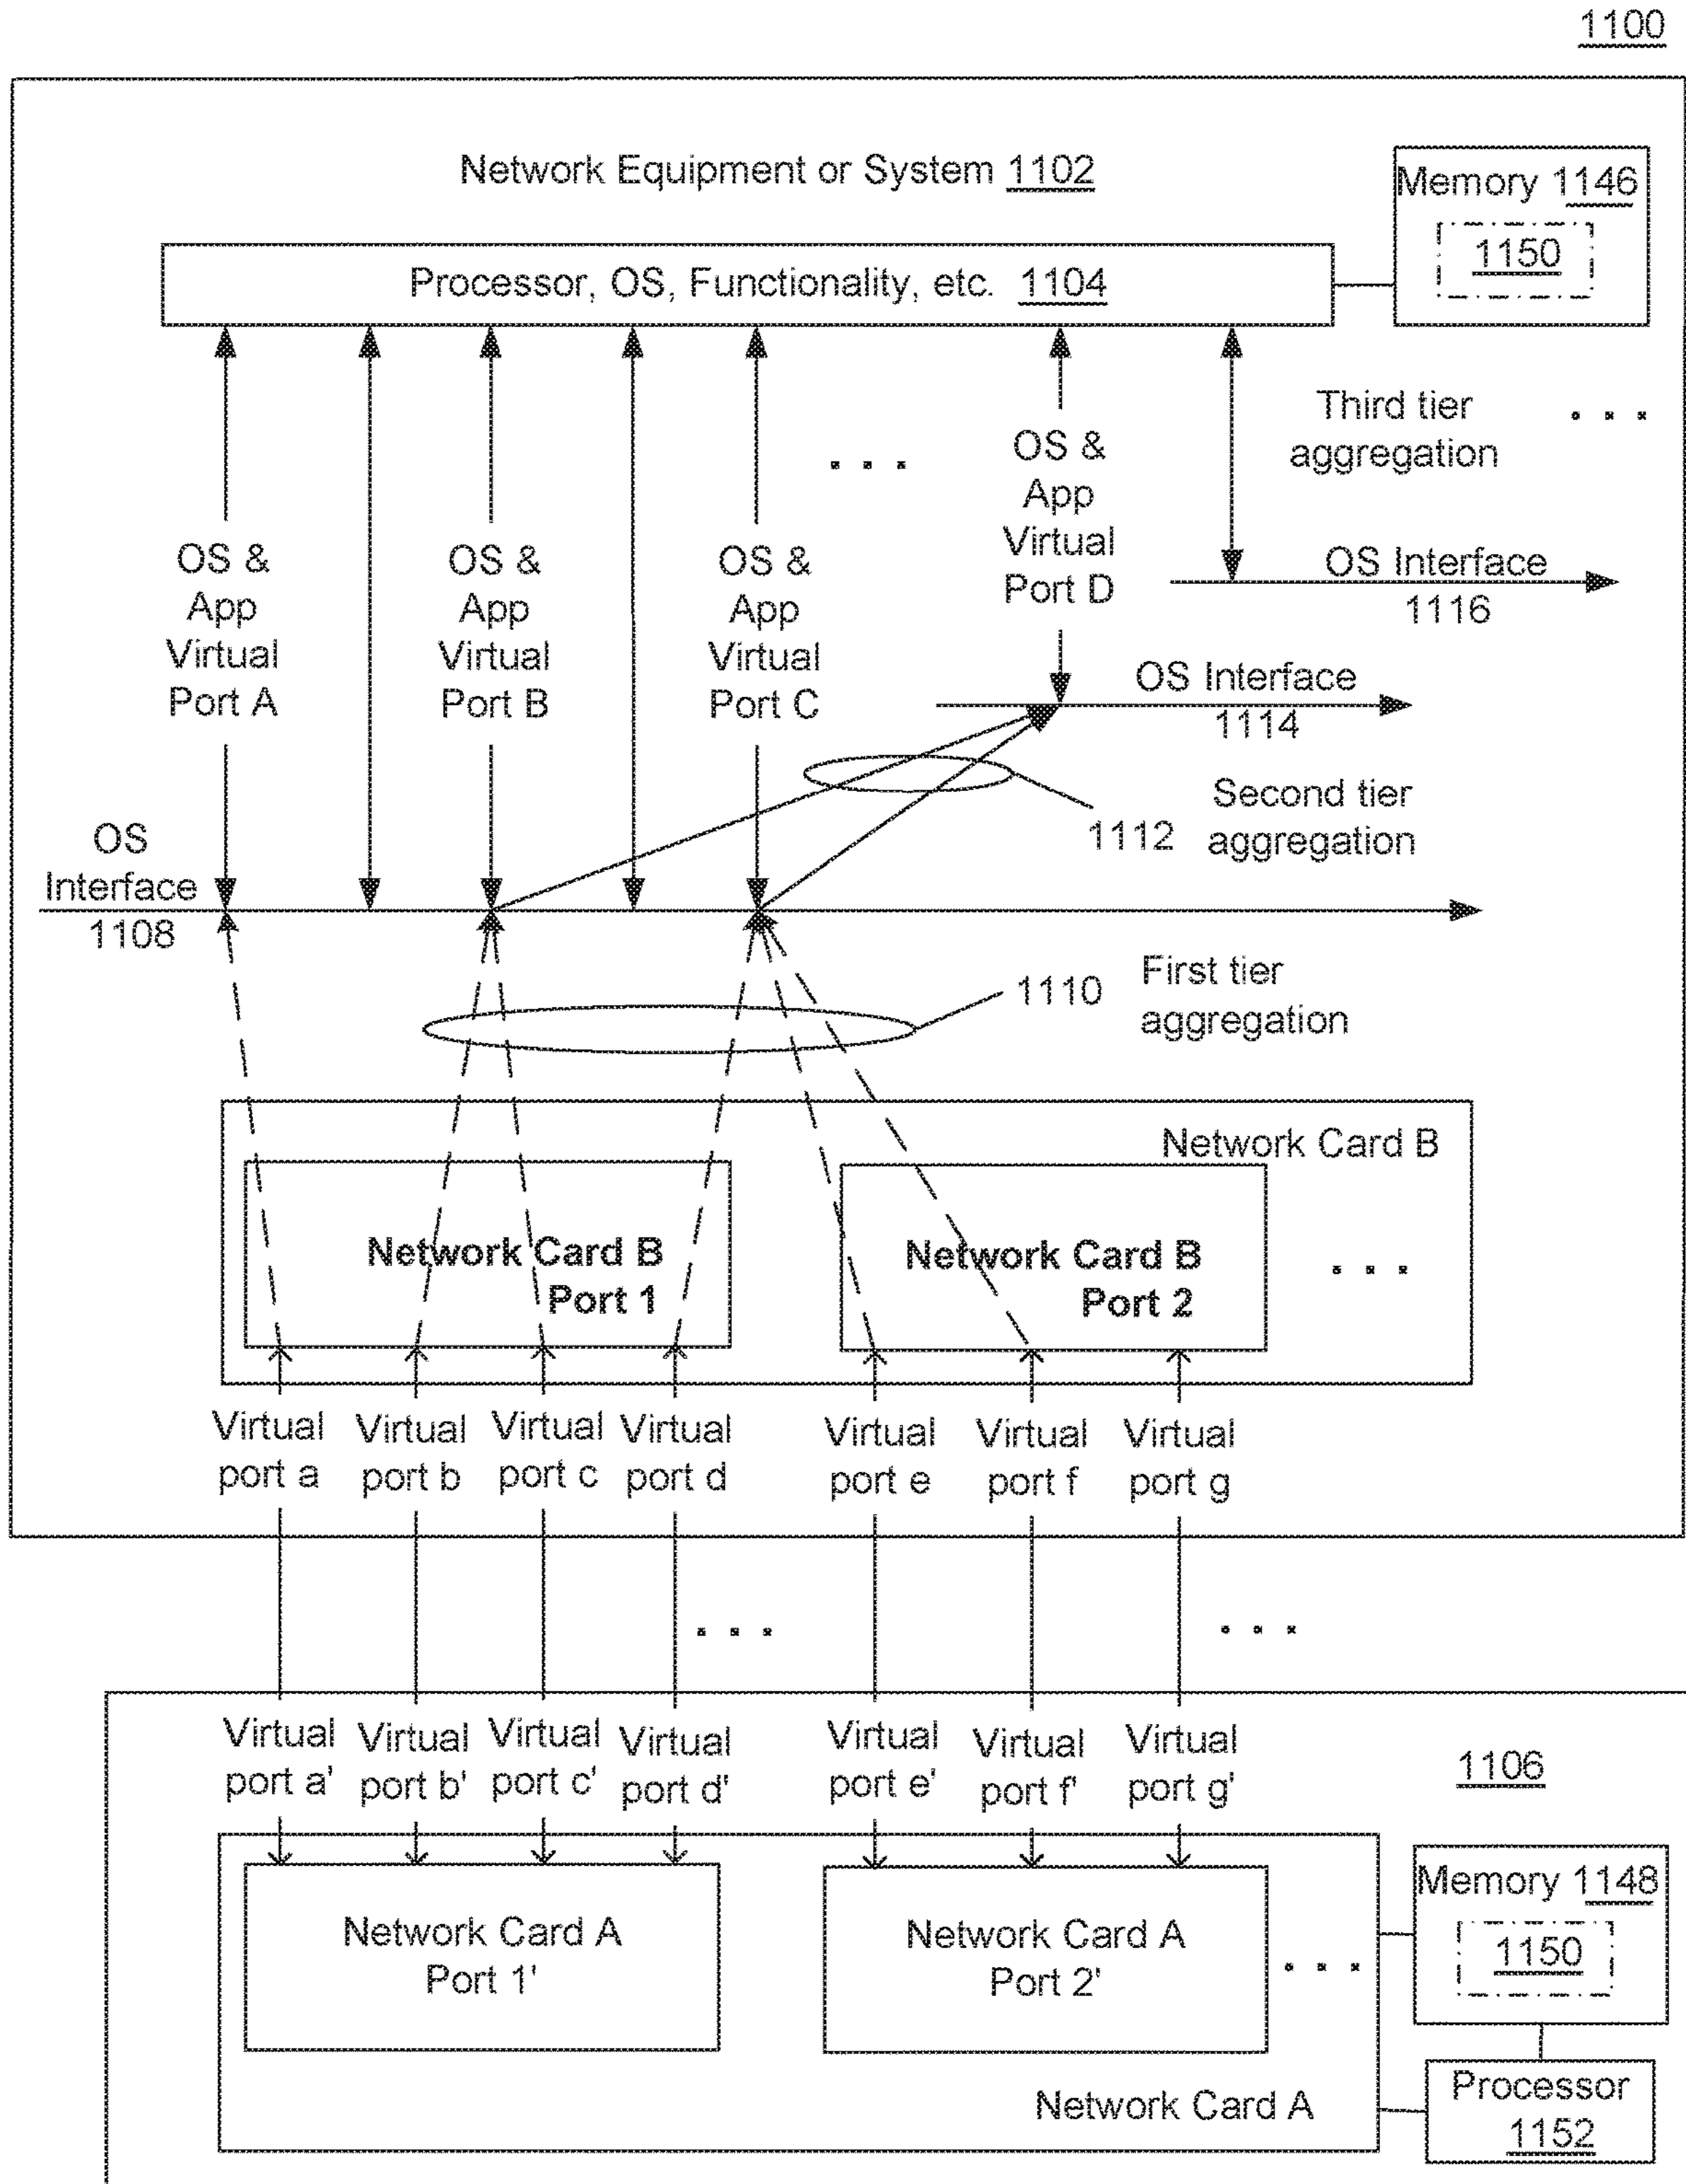 1100
Network Equipment or System 1102
Memory 1146
1150
Processor, OS, Functionality, etc. 1104
Third tier
aggregation
. . .
. . .
OS &
App
Virtual
Port A
OS &
App
Virtual
Port B
OS &
App
Virtual
Port C
OS &
App
Virtual
Port D
OS Interface
1116
OS Interface
1114
1112
Second tier
aggregation
OS
Interface
1108
1110
First tier
aggregation
Network Card B
Network Card B
Port 1
Network Card B
Port 2
. . .
Virtual
port a
Virtual
port b
Virtual
port c
Virtual
port d
Virtual
port e
Virtual
port f
Virtual
port g
. . .
. . .
Virtual
port a'
Virtual
port b'
Virtual
port c'
Virtual
port d'
Virtual
port e'
Virtual
port f'
Virtual
port g'
1106
Network Card A
Port 1'
Network Card A
Port 2'
. . .
Memory 1148
1150
Network Card A
Processor
1152